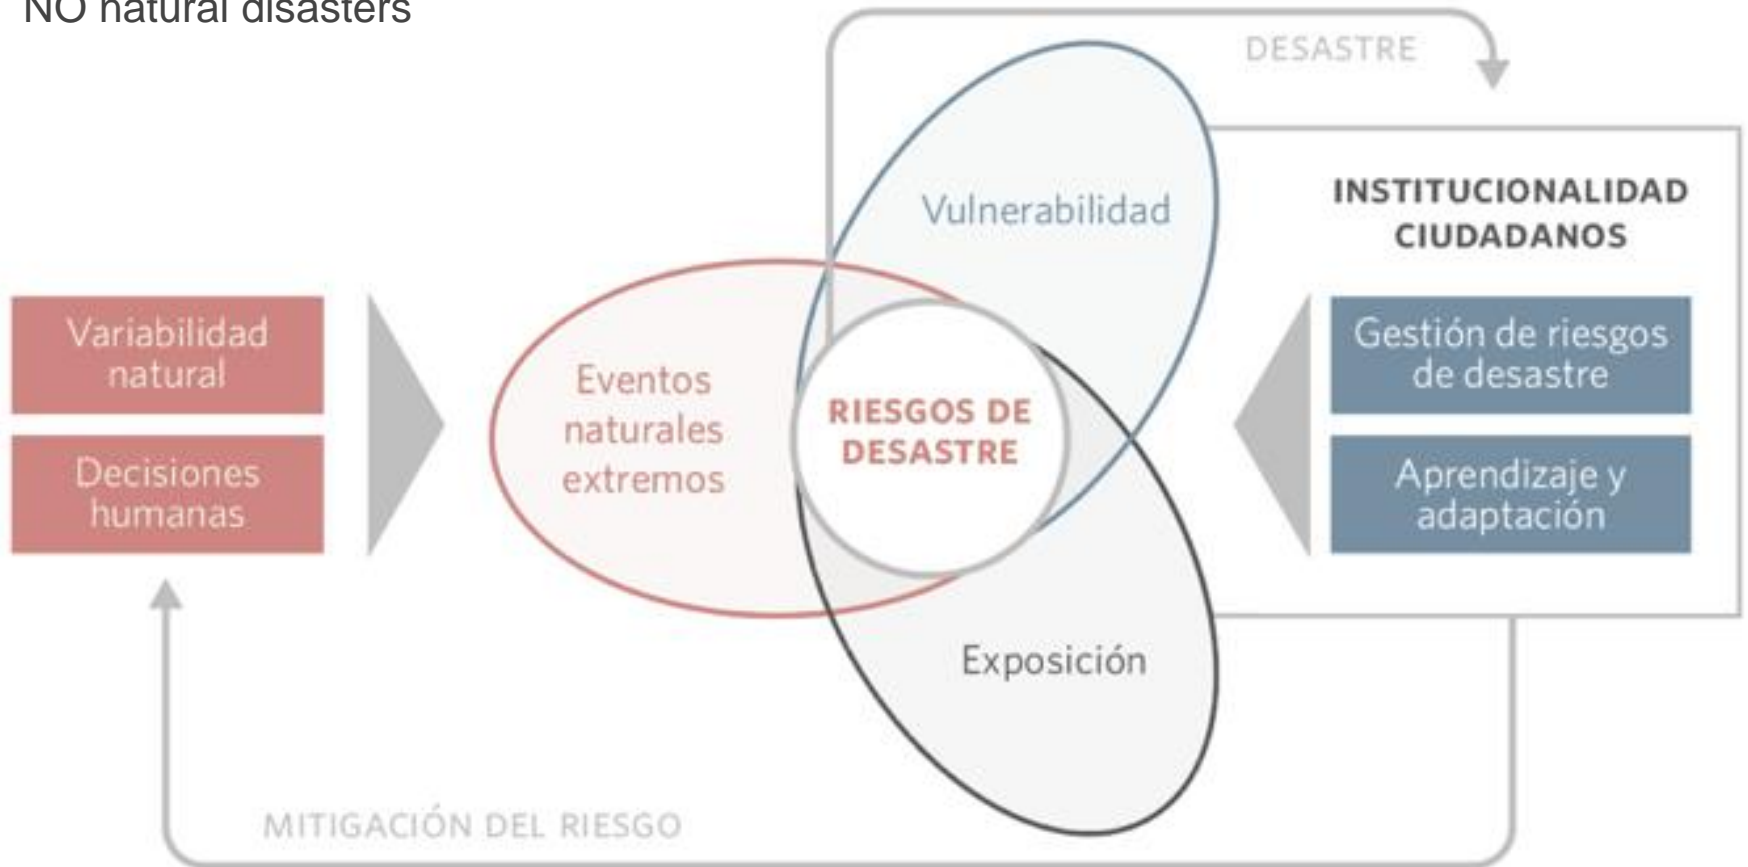 NO natural disasters
DESASTRE
Vulnerabilidad
INSTITUCIONALIDAD
CIUDADANOS
Variabilidad
natural
Decisiones
humanas
Eventos
naturales
extremos
RIESGOS DE
DESASTRE
Gestión de riesgos
de desastre
Aprendizaje y
adaptación
Exposición
MITIGACIÓN DEL RIESGO